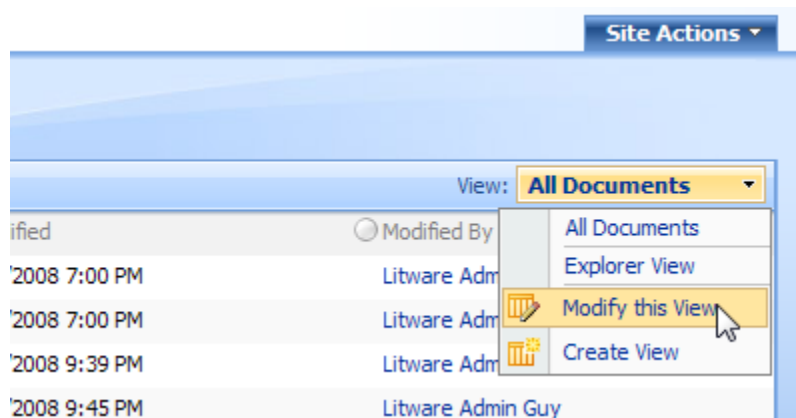 Site Actions
View: All Documents
ified Modified By All Documents
/2008 7:00 PM Litware Adm Explorer View
/2008 7:00 PM Litware Adm Modify this View
/2008 9:39 PM Litware Adm Create View
/2008 9:45 PM Litware Admin Guy